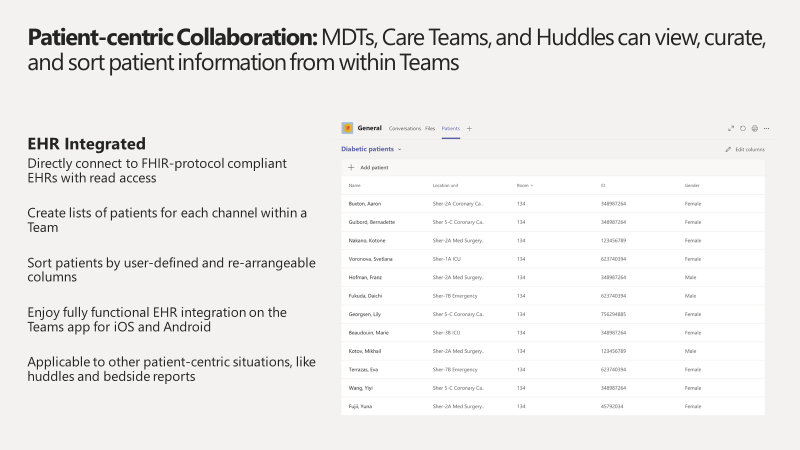 Patient-centric Collaboration: MDTs, Care Teams, and Huddles can view, curate,
and sort patient information from within Teams
EHR Integrated
Directly connect to FHIR-protocol compliant
EHRs with read access
Create lists of patients for each channel within a
Team
Sort patients by user-defined and re-arrangeable
columns
Enjoy fully functional EHR integration on the
Teams app for iOS and Android
Applicable to other patient-centric situations, like
huddles and bedside reports
General Conversations Files Patients
Diabetic patients Edit columns
Add patient
Name Location unit Room ID Gender
Buxton, Aaron Sher-2A Coronary Ca.. 134 348987264 Female
Guibord, Bernadette Sher 5-C Coronary Ca.. 134 348987264 Female
Nakano, Kotone Sher-2A Med Surgery.. 134 123456789 Female
Voronova, Svetlana Sher-1A ICU 134 623740394 Female
Hofman, Franz Sher-2A Med Surgery.. 134 348987264 Male
Fukuda, Daichi Sher-7B Emergency 134 623740394 Male
Georgsen, Lily Sher 5-C Coronary Ca.. 134 756294885 Female
Beaudouin, Marie Sher-3B ICU 134 348987264 Female
Kotov, Mikhail Sher-2A Med Surgery.. 134 123456789 Male
Terrazas, Eva Sher-7B Emergency 134 623740394 Female
Wang, Yiyi Sher 5-C Coronary Ca.. 134 348987264 Female
Fujii, Yuna Sher-2A Med Surgery.. 134 45792034 Female